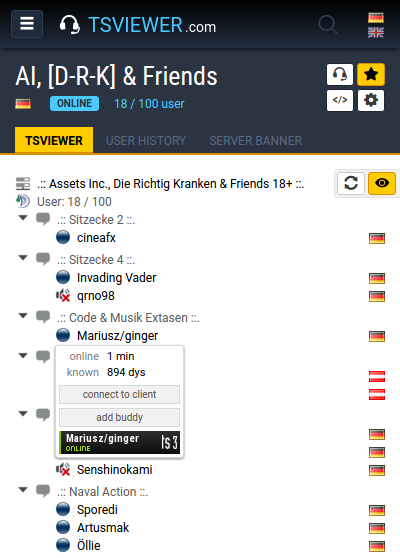 TSVIEWER.com
AI, [D-R-K] & Friends
ONLINE 18 / 100 user
</>
TSVIEWER USER HISTORY SERVER BANNER
.:: Assets Inc., Die Richtig Kranken & Friends 18+ ::.
User: 18 / 100
.:: Sitzecke 2 ::.
cineafx
.:: Sitzecke 4 ::.
Invading Vader
qrno98
.:: Code & Musik Extasen ::.
Mariusz/ginger
online 1 min
known 894 dys
connect to client
add buddy
Mariusz/ginger
ONLINE
ts3
Senshinokami
.:: Naval Action ::.
Sporedi
Artusmak
Öllie